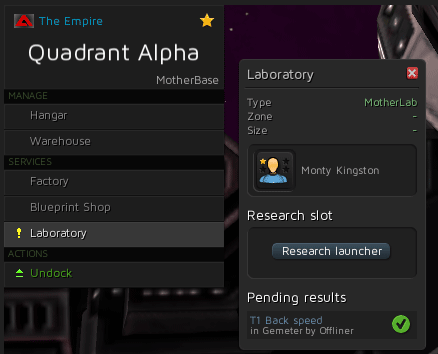 The Empire
Quadrant Alpha
MotherBase
MANAGE
Hangar
Warehouse
SERVICES
Factory
Blueprint Shop
! Laboratory
ACTIONS
Undock
Laboratory
Type MotherLab
Zone -
Size -
Monty Kingston
Research slot
Research launcher
Pending results
T1 Back speed
in Gemeter by Offliner